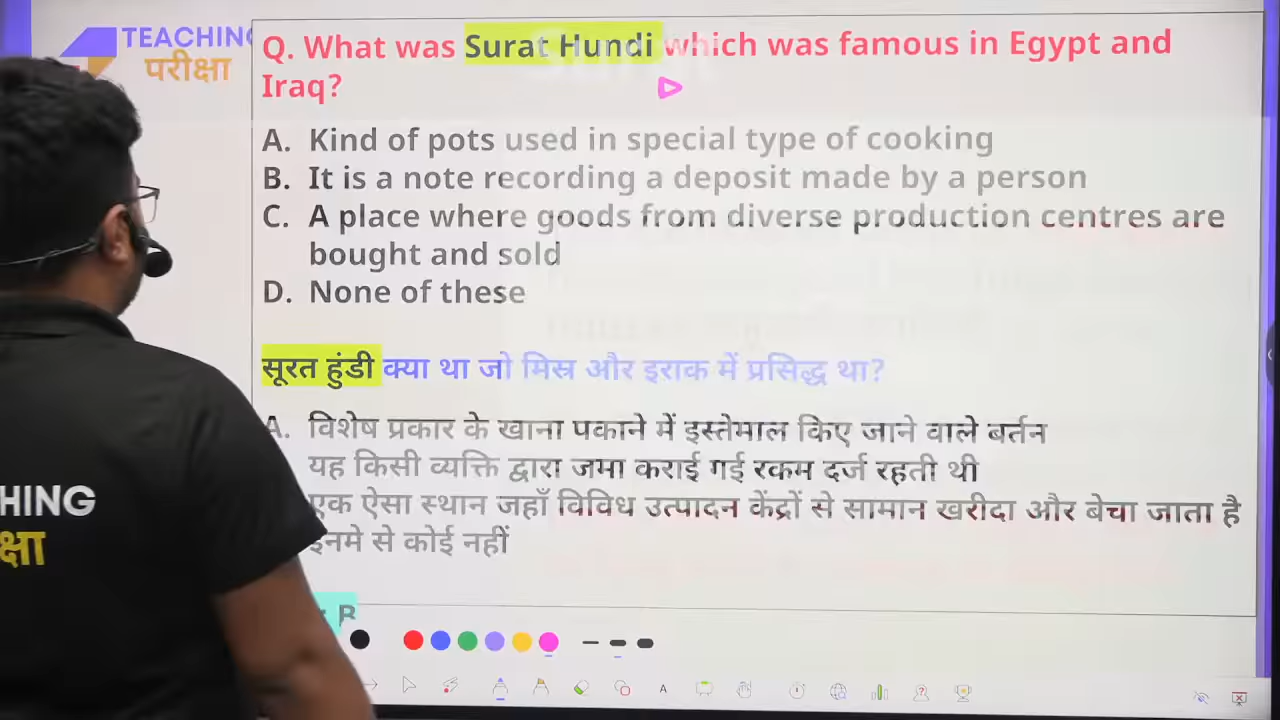 TEACHING
परीक्षा
Q. What was Surat Hundi which was famous in Egypt and
Iraq?
A. Kind of pots used in special type of cooking
B. It is a note recording a deposit made by a person
C. A place where goods from diverse production centres are
bought and sold
D. None of these
सूरत हुंडी क्या था जो मिस्र और इराक में प्रसिद्ध था?
A. विशेष प्रकार के खाना पकाने में इस्तेमाल किए जाने वाले बर्तन
यह किसी व्यक्ति द्वारा जमा कराई गई रकम दर्ज रहती थी
एक ऐसा स्थान जहाँ विविध उत्पादन केंद्रों से सामान खरीदा और बेचा जाता है
इनमे से कोई नहीं
HING
क्षा
B
A